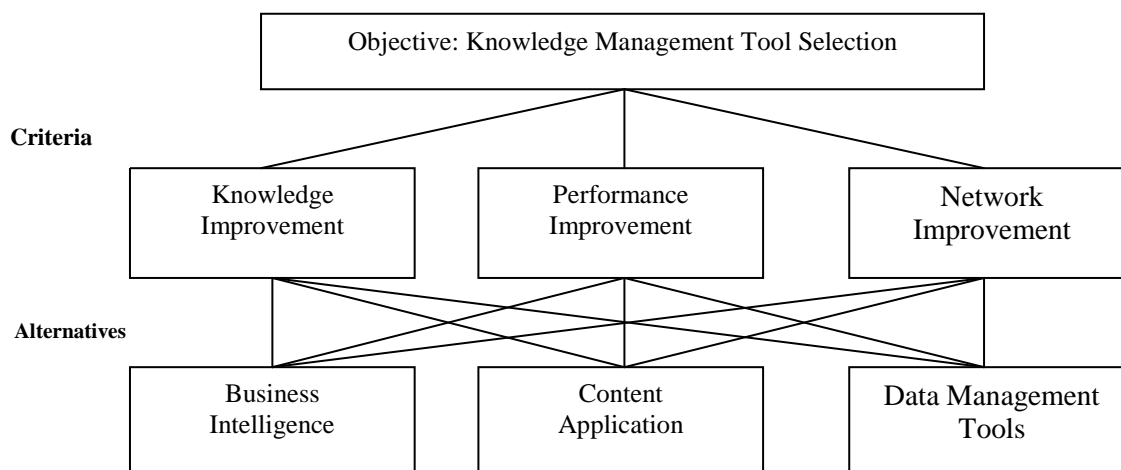 Objective: Knowledge Management Tool Selection
Criteria
Knowledge
Improvement
Performance
Improvement
Network
Improvement
Alternatives
Business
Intelligence
Content
Application
Data Management
Tools